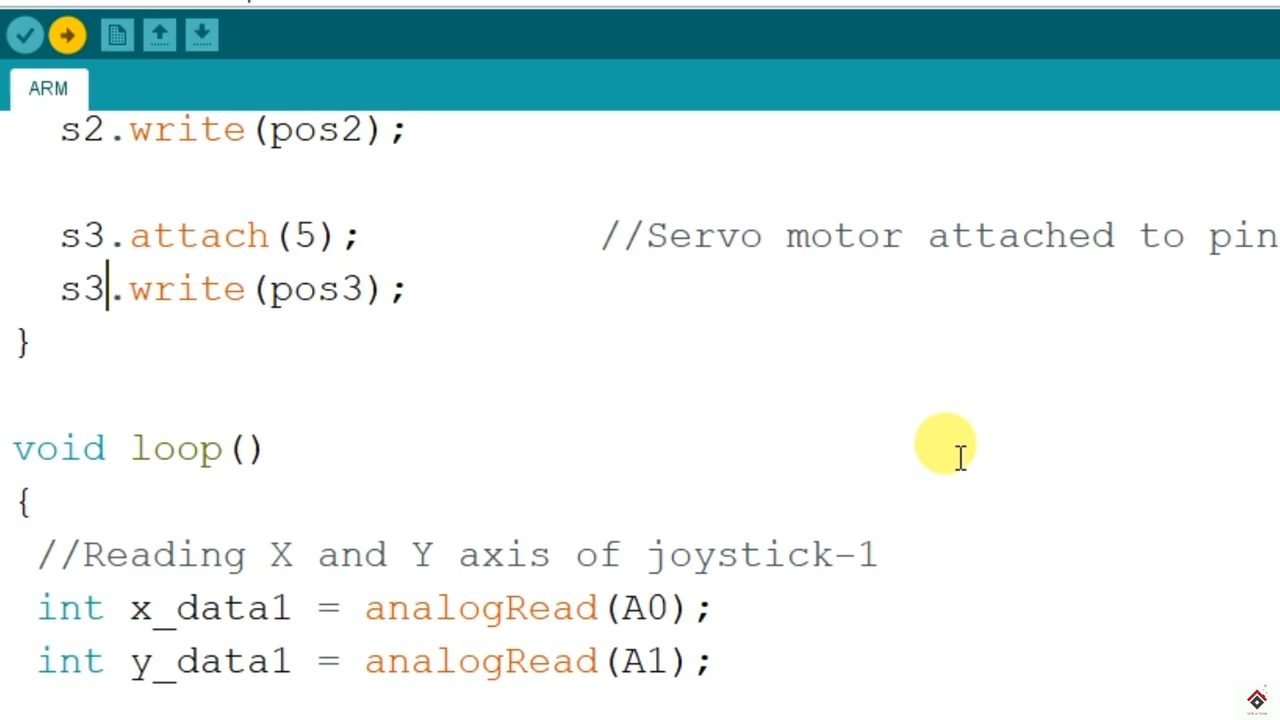 ARM
s2.write(pos2);
s3.attach(5); //Servo motor attached to pin
s3.write(pos3);
}
void loop()
{
//Reading X and Y axis of joystick-1
int x_data1 = analogRead(A0);
int y_data1 = analogRead(A1);